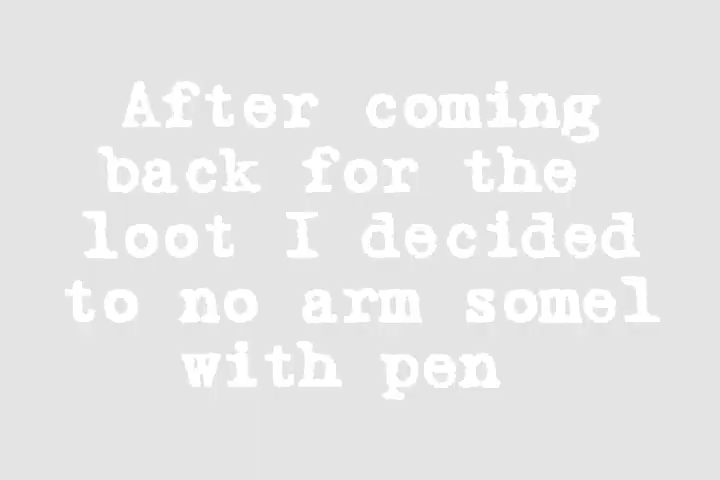 After coming
back for the
loot I decided
to no arm somel
with pen